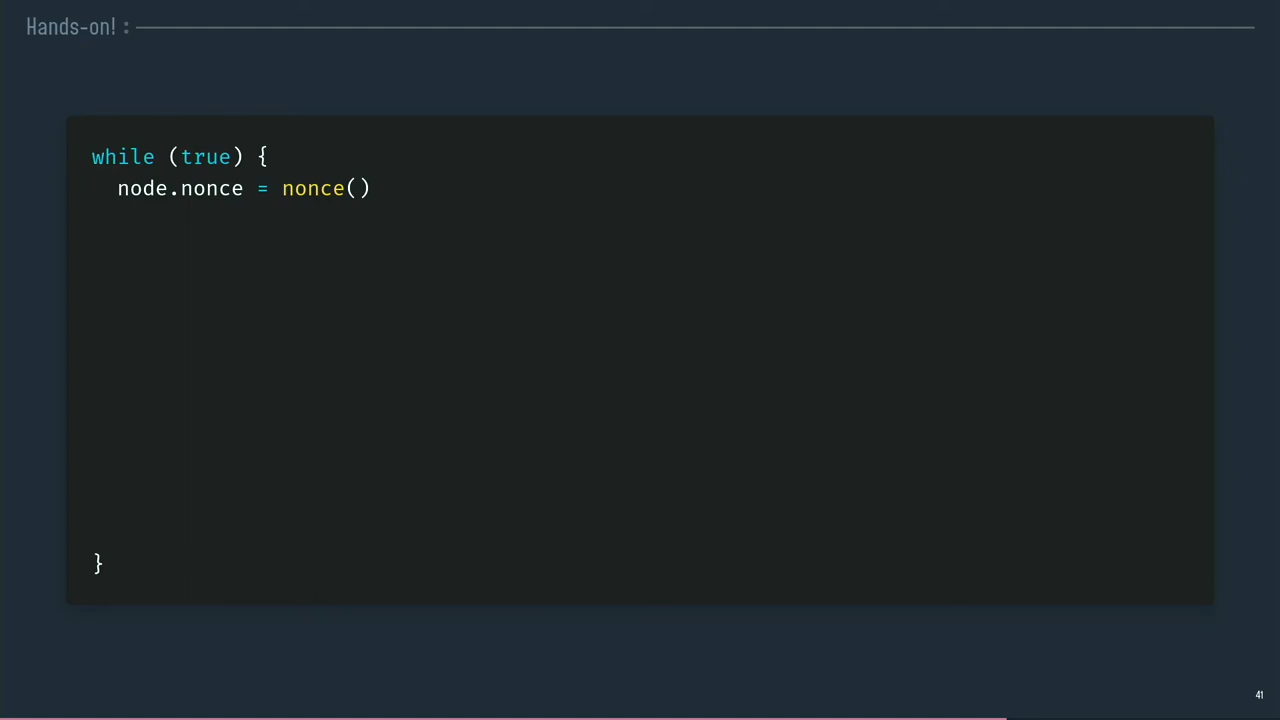 Hands-on! :
while (true) {
  node.nonce = nonce()
}
41